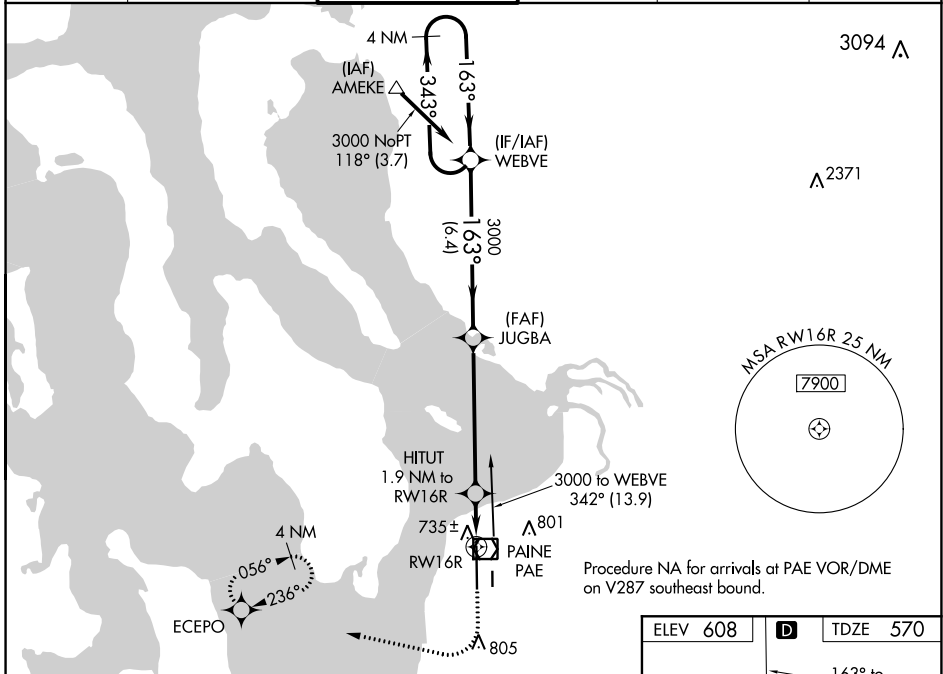 4 NM
3094
(IAF)
AMEKE
343°
163°
3000 NoPT
118° (3.7)
(IF/IAF)
WEBVE
2371
3000
163°
(6.4)
(FAF)
JUGBA
MSA RW16R 25 NM
7900
HITUT
1.9 NM to
RW16R
3000 to WEBVE
342° (13.9)
735±
801
RW16R
PAINE
PAE
4 NM
056°
236°
ECEPO
805
Procedure NA for arrivals at PAE VOR/DME
on V287 southeast bound.
ELEV 608
D
TDZE 570
163° to